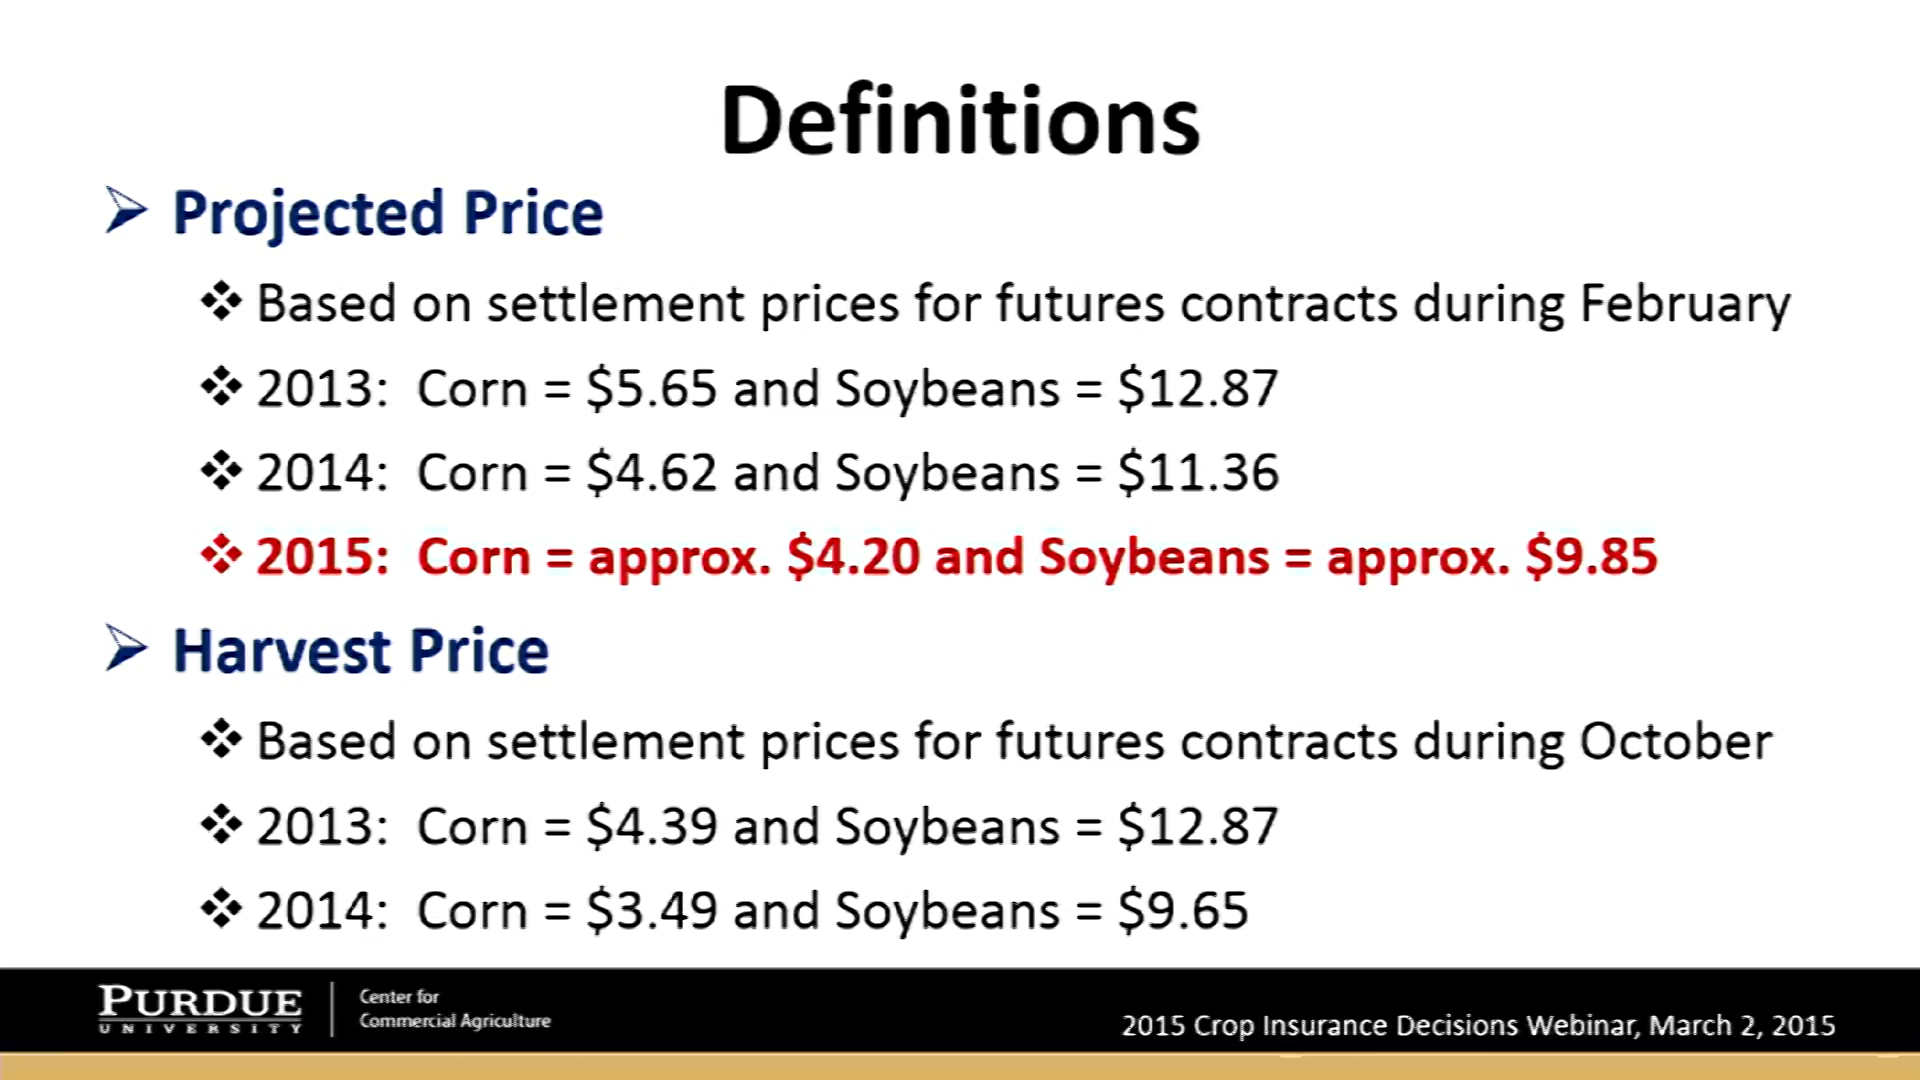 Definitions
Projected Price
Based on settlement prices for futures contracts during February
2013: Corn = $5.65 and Soybeans = $12.87
2014: Corn = $4.62 and Soybeans = $11.36
2015: Corn = approx. $4.20 and Soybeans = approx. $9.85
Harvest Price
Based on settlement prices for futures contracts during October
2013: Corn = $4.39 and Soybeans = $12.87
2014: Corn = $3.49 and Soybeans = $9.65
PURDUE
UNIVERSITY
Center for
Commercial Agriculture
2015 Crop Insurance Decisions Webinar, March 2, 2015